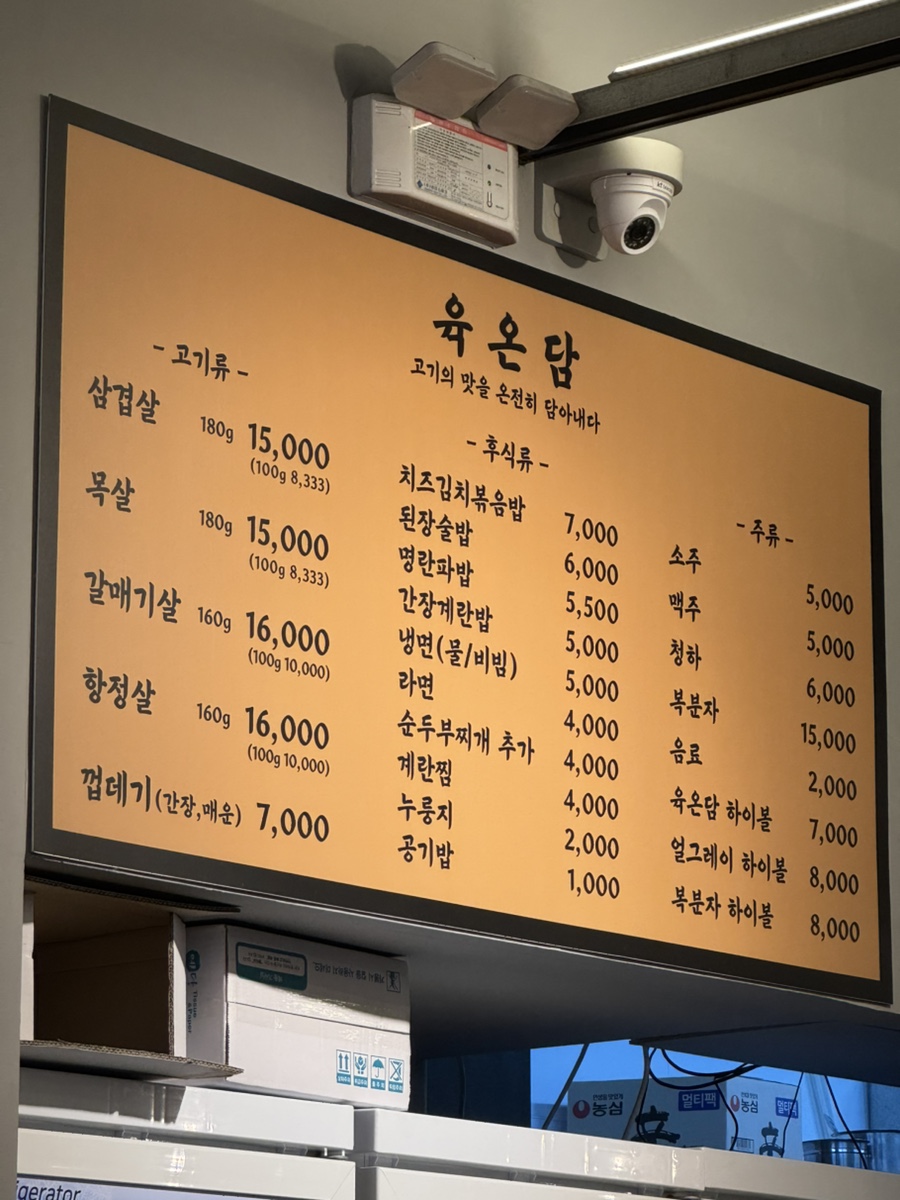 육온담
고기의 맛을 온전히 담아내다
- 고기류 -
삼겹살 180g 15,000
(100g 8,333)
목살 180g 15,000
(100g 8,333)
갈매기살 160g 16,000
(100g 10,000)
항정살 160g 16,000
(100g 10,000)
껍데기(간장,매운) 7,000
- 후식류 -
치즈김치볶음밥 7,000
된장술밥 6,000
명란파밥 5,500
간장계란밥 5,000
냉면(물/비빔) 5,000
라면 4,000
순두부찌개 추가 4,000
계란찜 4,000
누룽지 2,000
공기밥 1,000
- 주류 -
소주 5,000
맥주 5,000
청하 6,000
복분자 15,000
음료 2,000
육온담 하이볼 7,000
얼그레이 하이볼 8,000
복분자 하이볼 8,000
농심 멀티팩
농심 멀티팩